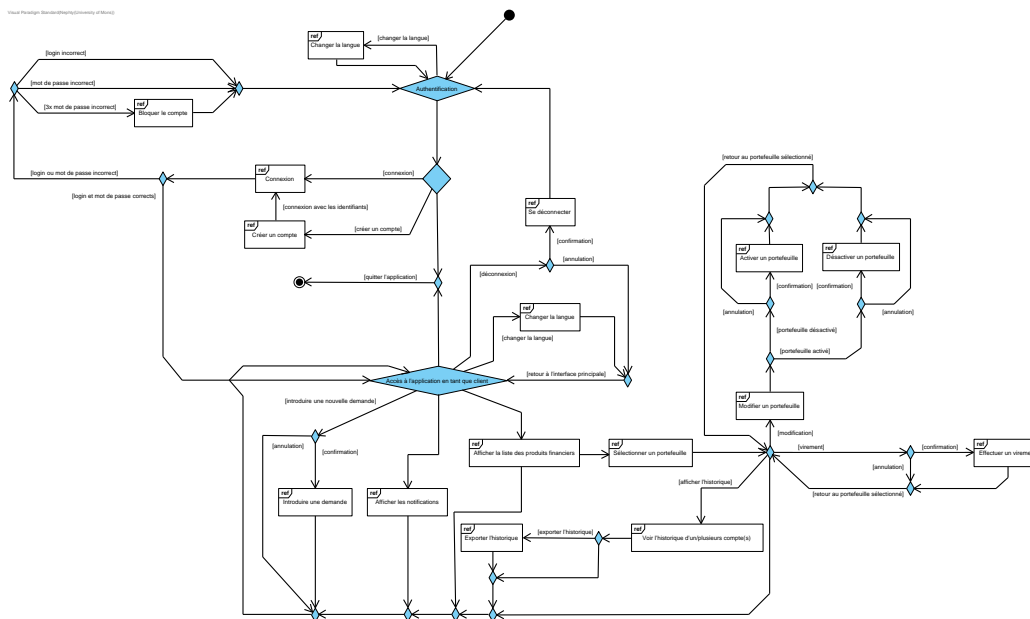 Visual Paradigm Standard(Nephty(University of Mons))
ref
Changer la langue
[changer la langue]
[login incorrect]
[mot de passe incorrect]
Authentification
[3x mot de passe incorrect]
ref
Bloquer le compte
[retour au portefeuille sélectionné]
[login ou mot de passe incorrect]
ref
Connexion
[connexion]
[login et mot de passe corrects]
[connexion avec les identifiants]
ref
Créer un compte
[créer un compte]
ref
Se déconnecter
[confirmation]
[annulation]
[déconnexion]
[quitter l'application]
ref
Activer un portefeuille
ref
Désactiver un portefeuille
[confirmation]
[confirmation]
[annulation]
[annulation]
ref
Changer la langue
[changer la langue]
[portefeuille désactivé]
[portefeuille activé]
Accès à l'application en tant que client
[retour à l'interface principale]
[introduire une nouvelle demande]
ref
Modifier un portefeuille
[modification]
[annulation]
[confirmation]
ref
Afficher la liste des produits financiers
ref
Sélectionner un portefeuille
[virement]
[confirmation]
ref
Effectuer un vireme
[annulation]
[afficher l'historique]
[retour au portefeuille sélectionné]
ref
Introduire une demande
ref
Afficher les notifications
ref
Exporter l'historique
[exporter l'historique]
ref
Voir l'historique d'un/plusieurs compte(s)